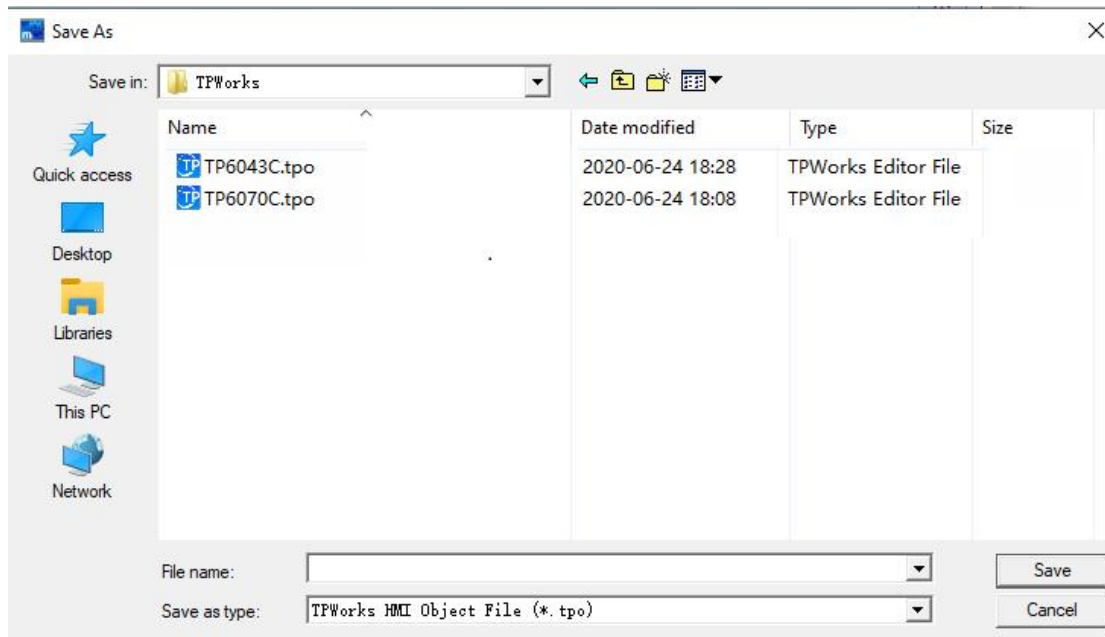 Save As
Save in: TPWorks
Name Date modified Type Size
TP6043C.tpo 2020-06-24 18:28 TPWorks Editor File
TP6070C.tpo 2020-06-24 18:08 TPWorks Editor File
Quick access
Desktop
Libraries
This PC
Network
File name: Save
Save as type: TPWorks HMI Object File (*.tpo) Cancel